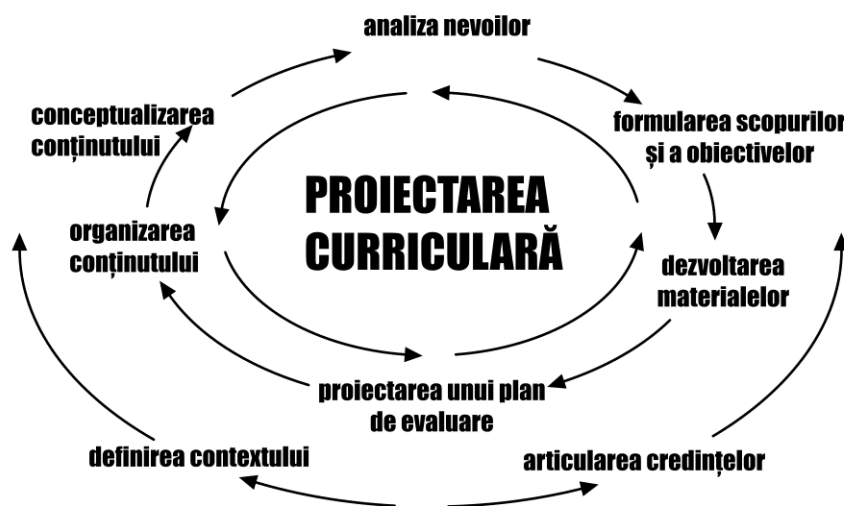 analiza nevoilor
conceptualizarea
conținutului
formularea scopurilor
și a obiectivelor
PROIECTAREA
CURRICULARĂ
organizarea
conținutului
dezvoltarea
materialelor
proiectarea unui plan
de evaluare
definirea contextului
articularea credințelor